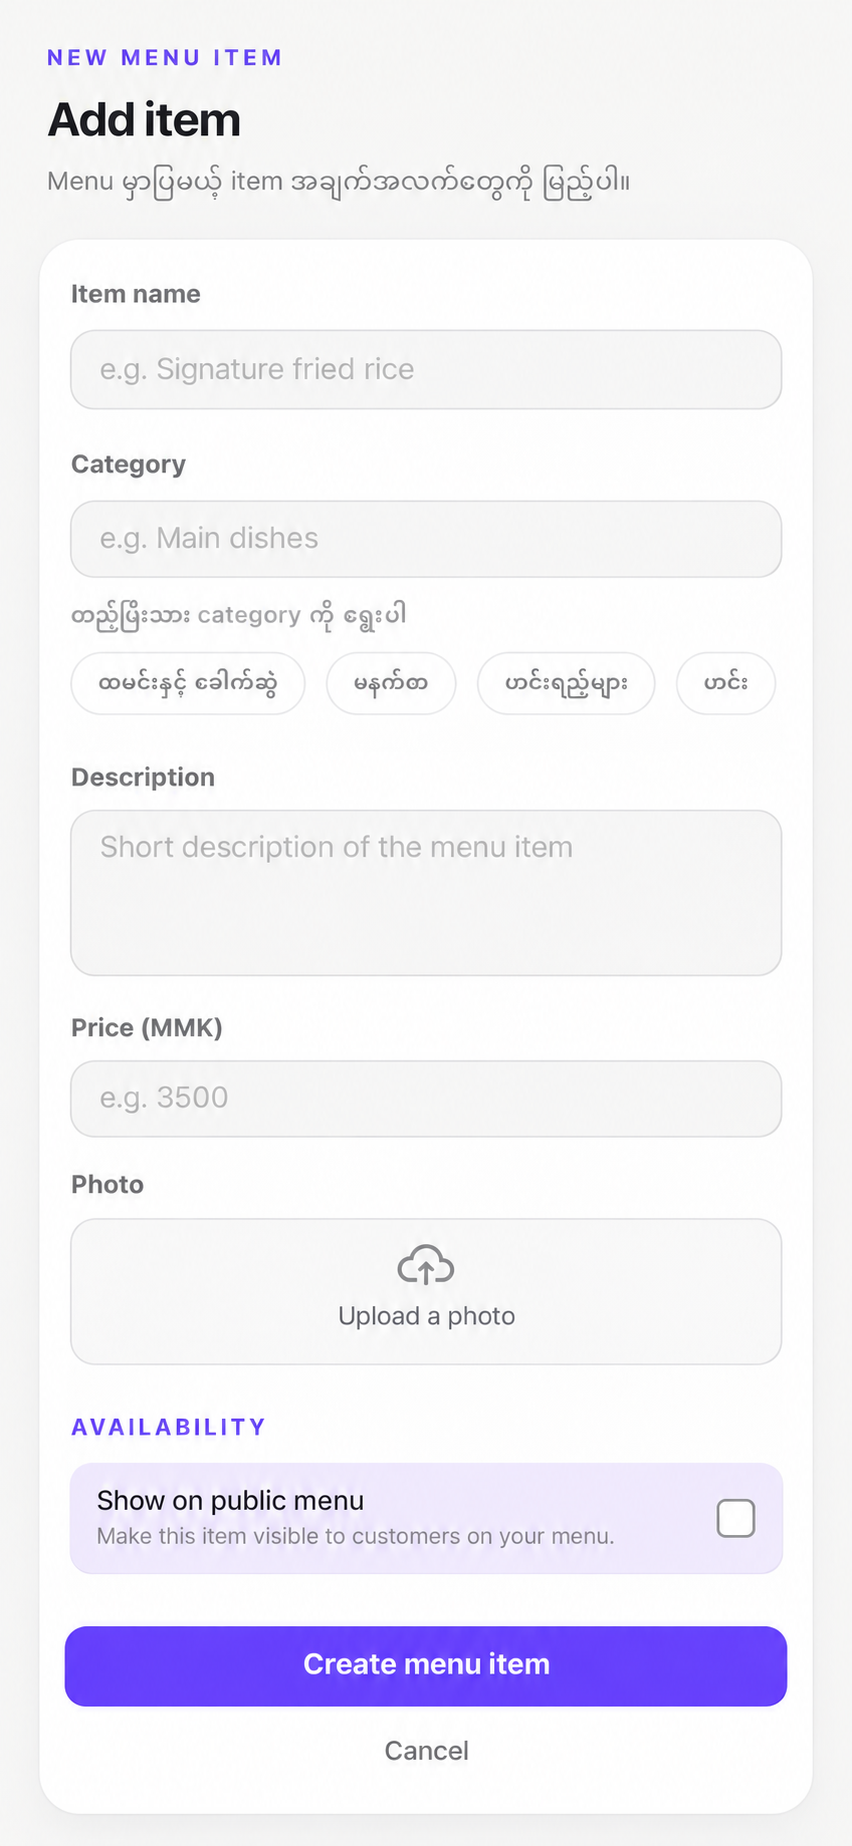 NEW MENU ITEM
Add item
Menu မှာပြမယ့် item အချက်အလက်တွေကို မြည့်ပါ။
Item name
e.g. Signature fried rice
Category
e.g. Main dishes
တည့်မြီးသား category ကို ရွေးပါ
ထမင်းနှင့် ခေါက်ဆွဲ
မနက်စာ
ဟင်းရည့်များ
ဟင်း
Description
Short description of the menu item
Price (MMK)
e.g. 3500
Photo
Upload a photo
AVAILABILITY
Show on public menu
Make this item visible to customers on your menu.
Create menu item
Cancel